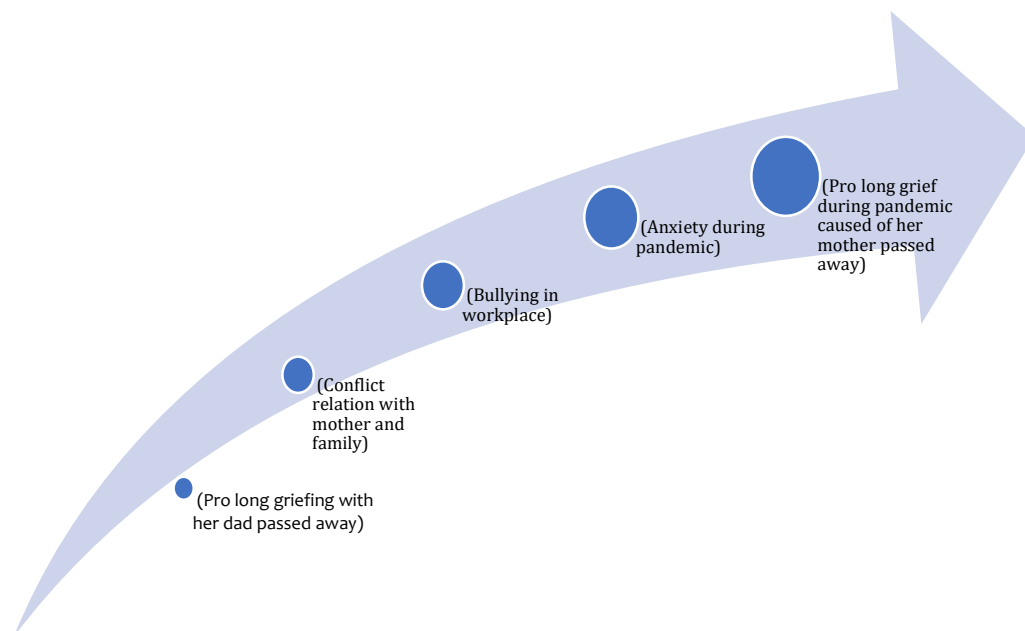 (Pro long grief
during pandemic
caused of her
mother passed
away)
(Anxiety during
pandemic)
(Bullying in
workplace)
(Conflict
relation with
mother and
family)
(Pro long griefing with
her dad passed away)